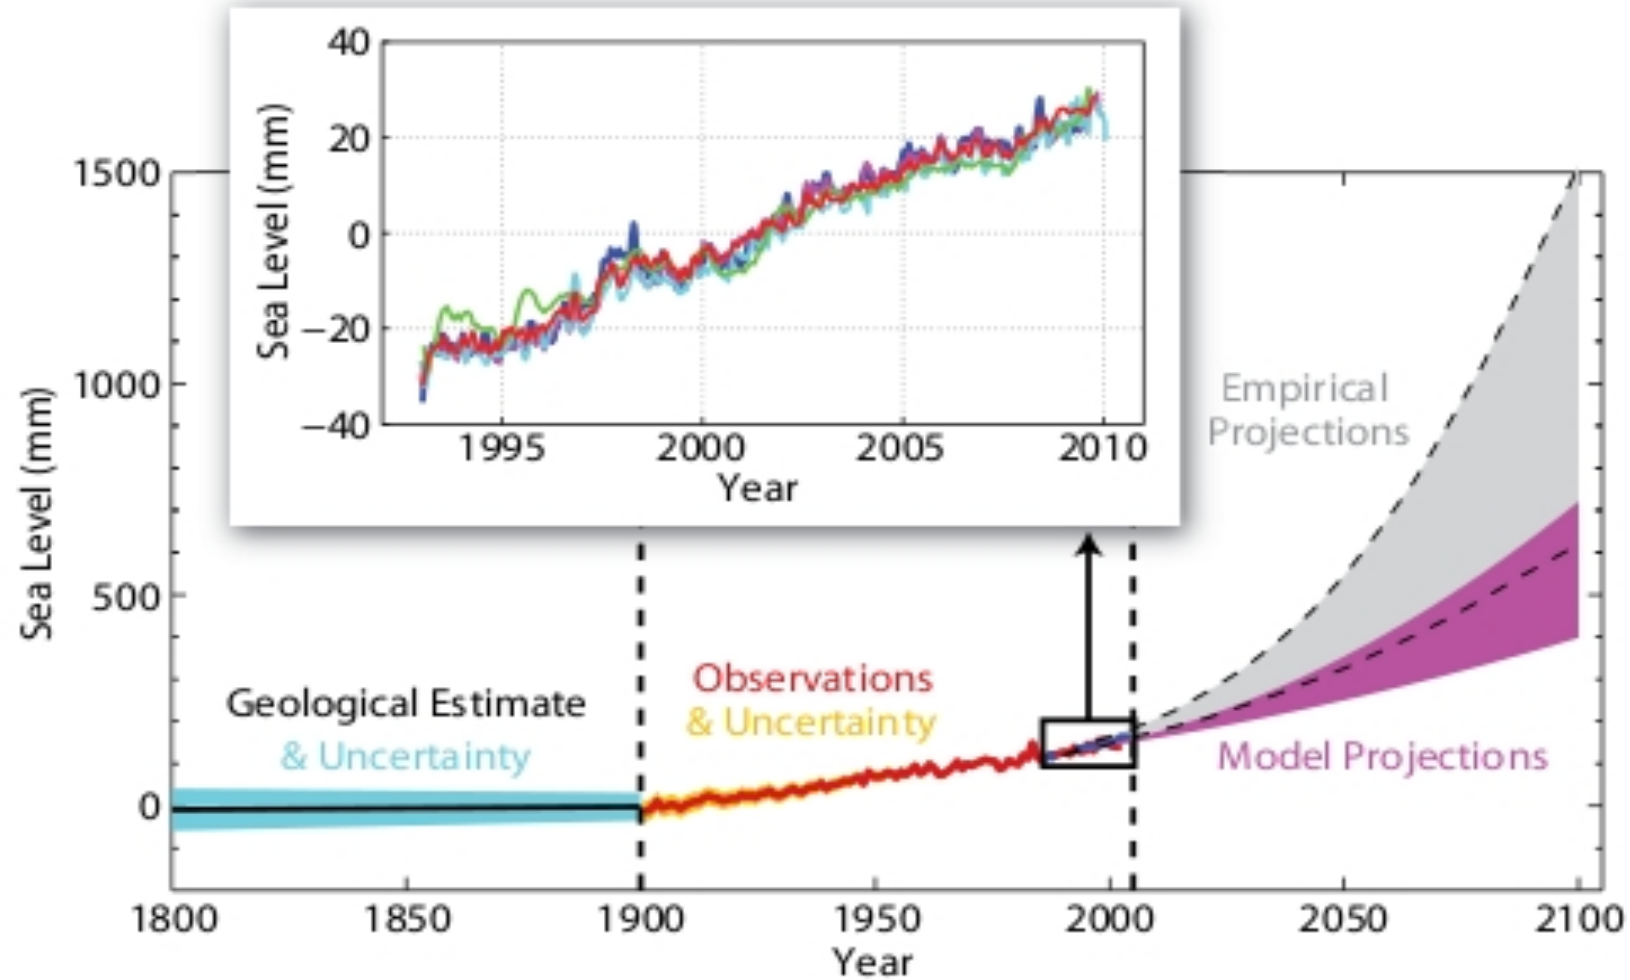 40
20
0
−20
−40
Sea Level (mm)
1995 2000 2005 2010
Year
1500
1000
500
0
Sea Level (mm)
Empirical
Projections
Observations
& Uncertainty
Geological Estimate
& Uncertainty
Model Projections
1800 1850 1900 1950 2000 2050 2100
Year